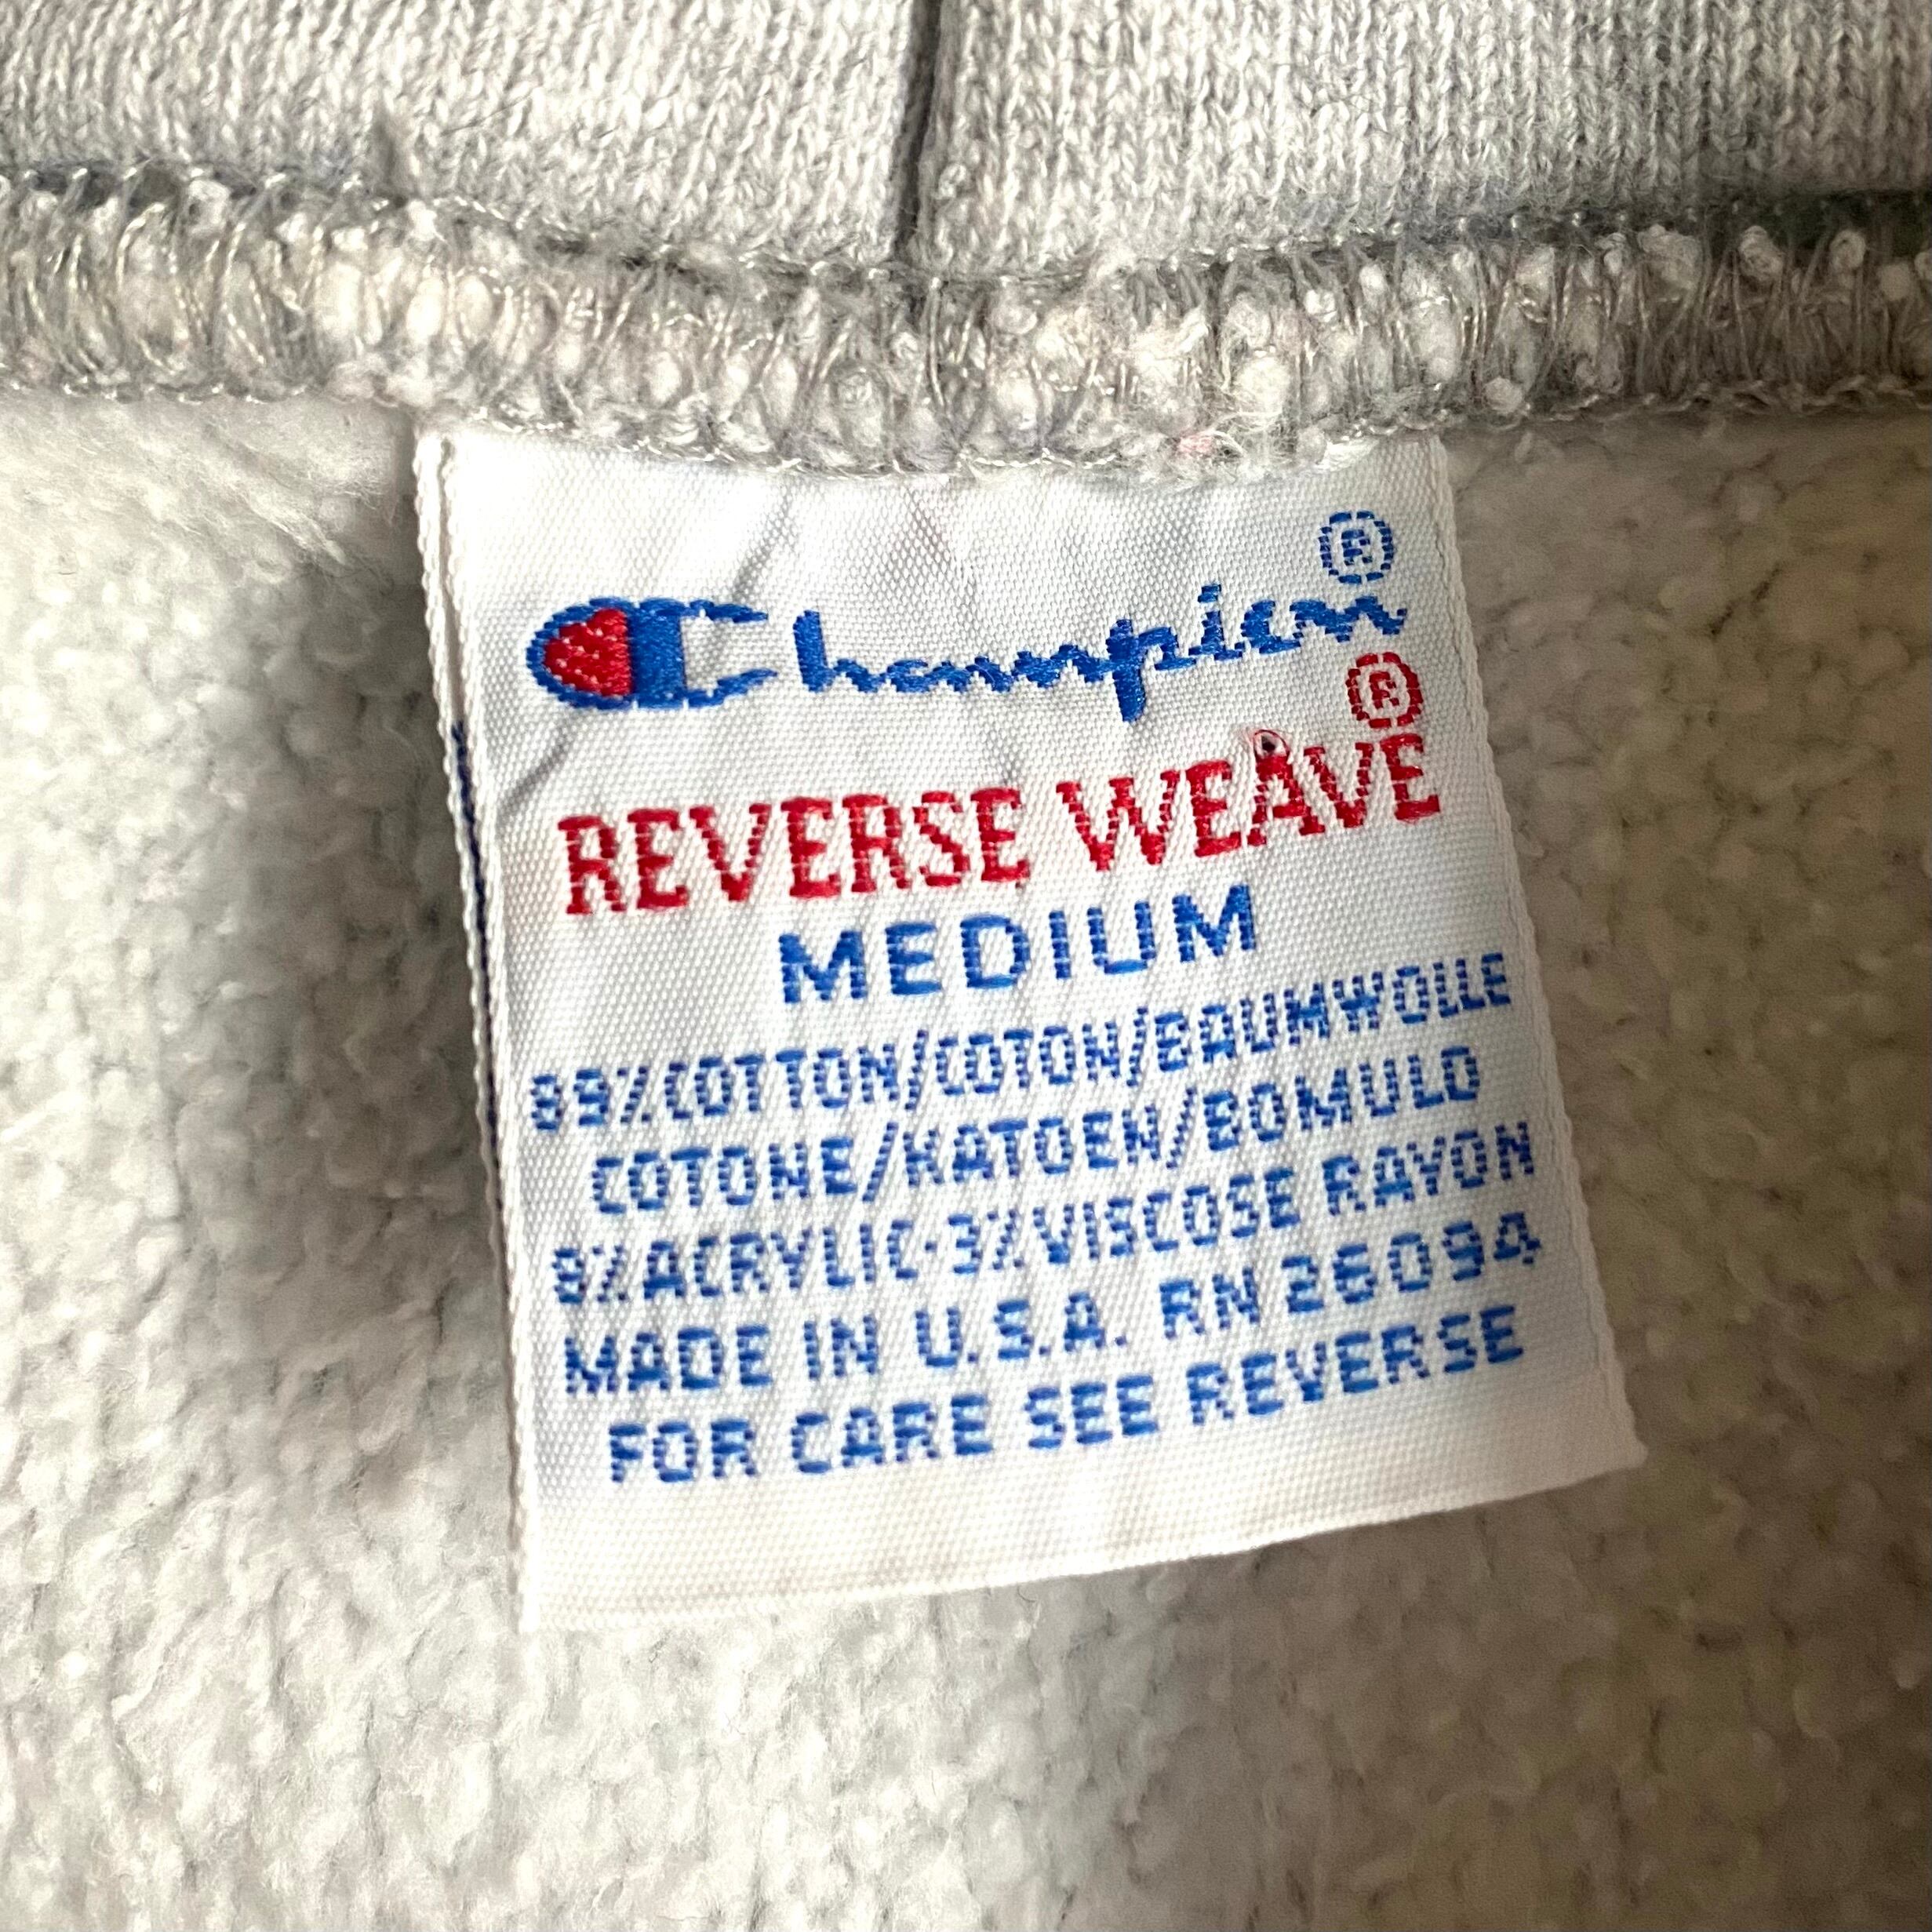 Champion®
REVERSE WEAVE®
MEDIUM
89%COTTON/COTON/BAUMWOLLE
COTONE/KATOEN/BOMULD
8%ACRYLIC·3%VISCOSE RAYON
MADE IN U.S.A. RN 26094
FOR CARE SEE REVERSE